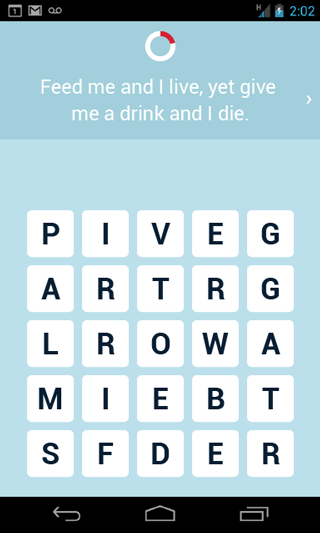 1
H
2:02
Feed me and I live, yet give
me a drink and I die.
P I V E G
A R T R G
L R O W A
M I E B T
S F D E R